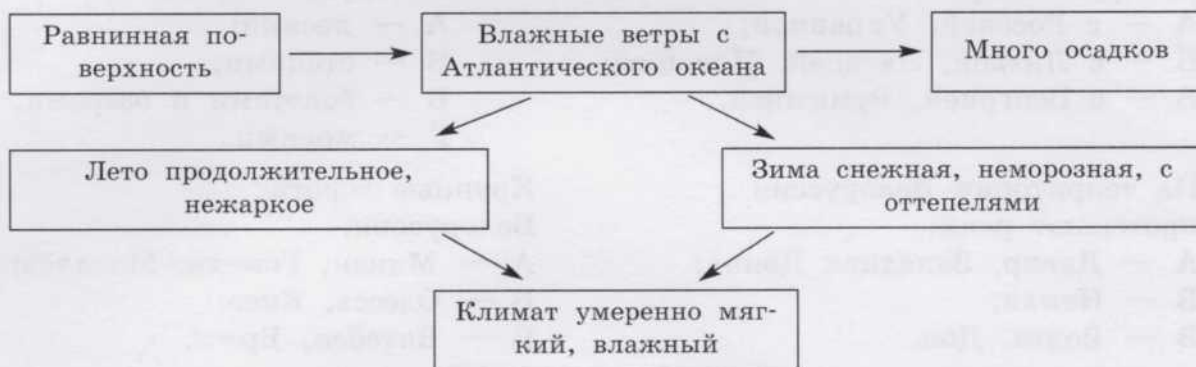 Равнинная по-
верхность
Влажные ветры с
Атлантического океана
Много осадков
Лето продолжительное,
нежаркое
Зима снежная, неморозная, с
оттепелями
Климат умеренно мяг-
кий, влажный